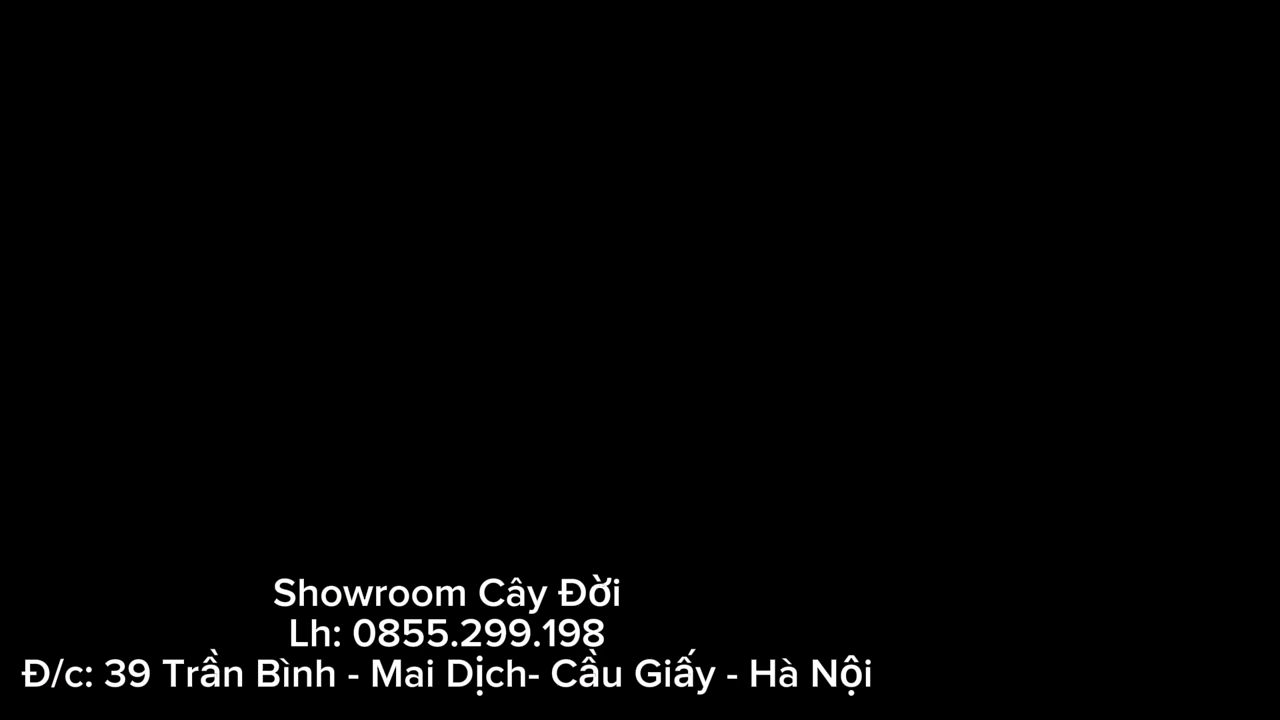 Showroom Cây Đời
Lh: 0855.299.198
Đ/c: 39 Trần Bình - Mai Dịch- Cầu Giấy - Hà Nội